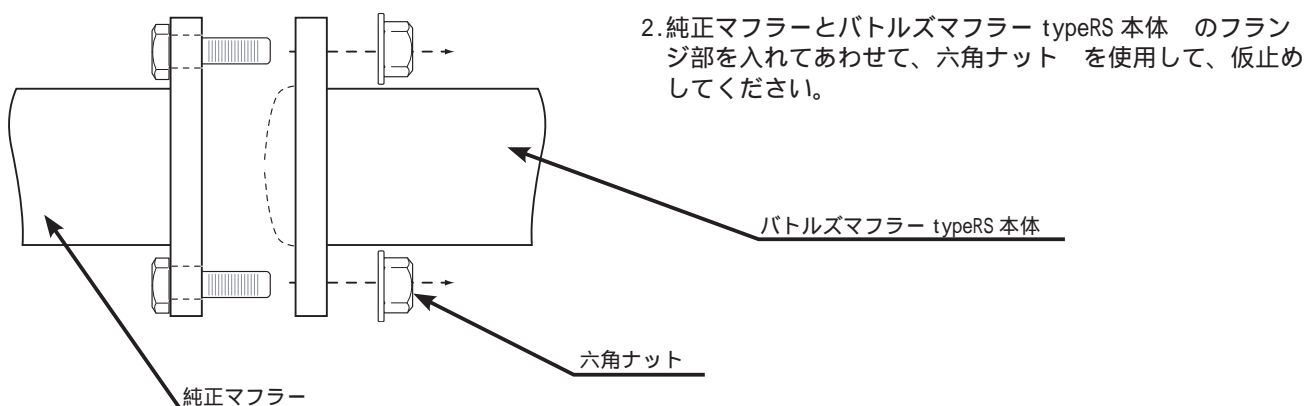 2.純正マフラーとバトルズマフラー typeRS 本体　のフラン
ジ部を入れてあわせて、六角ナット　を使用して、仮止め
してください。
バトルズマフラー typeRS 本体
六角ナット
純正マフラー